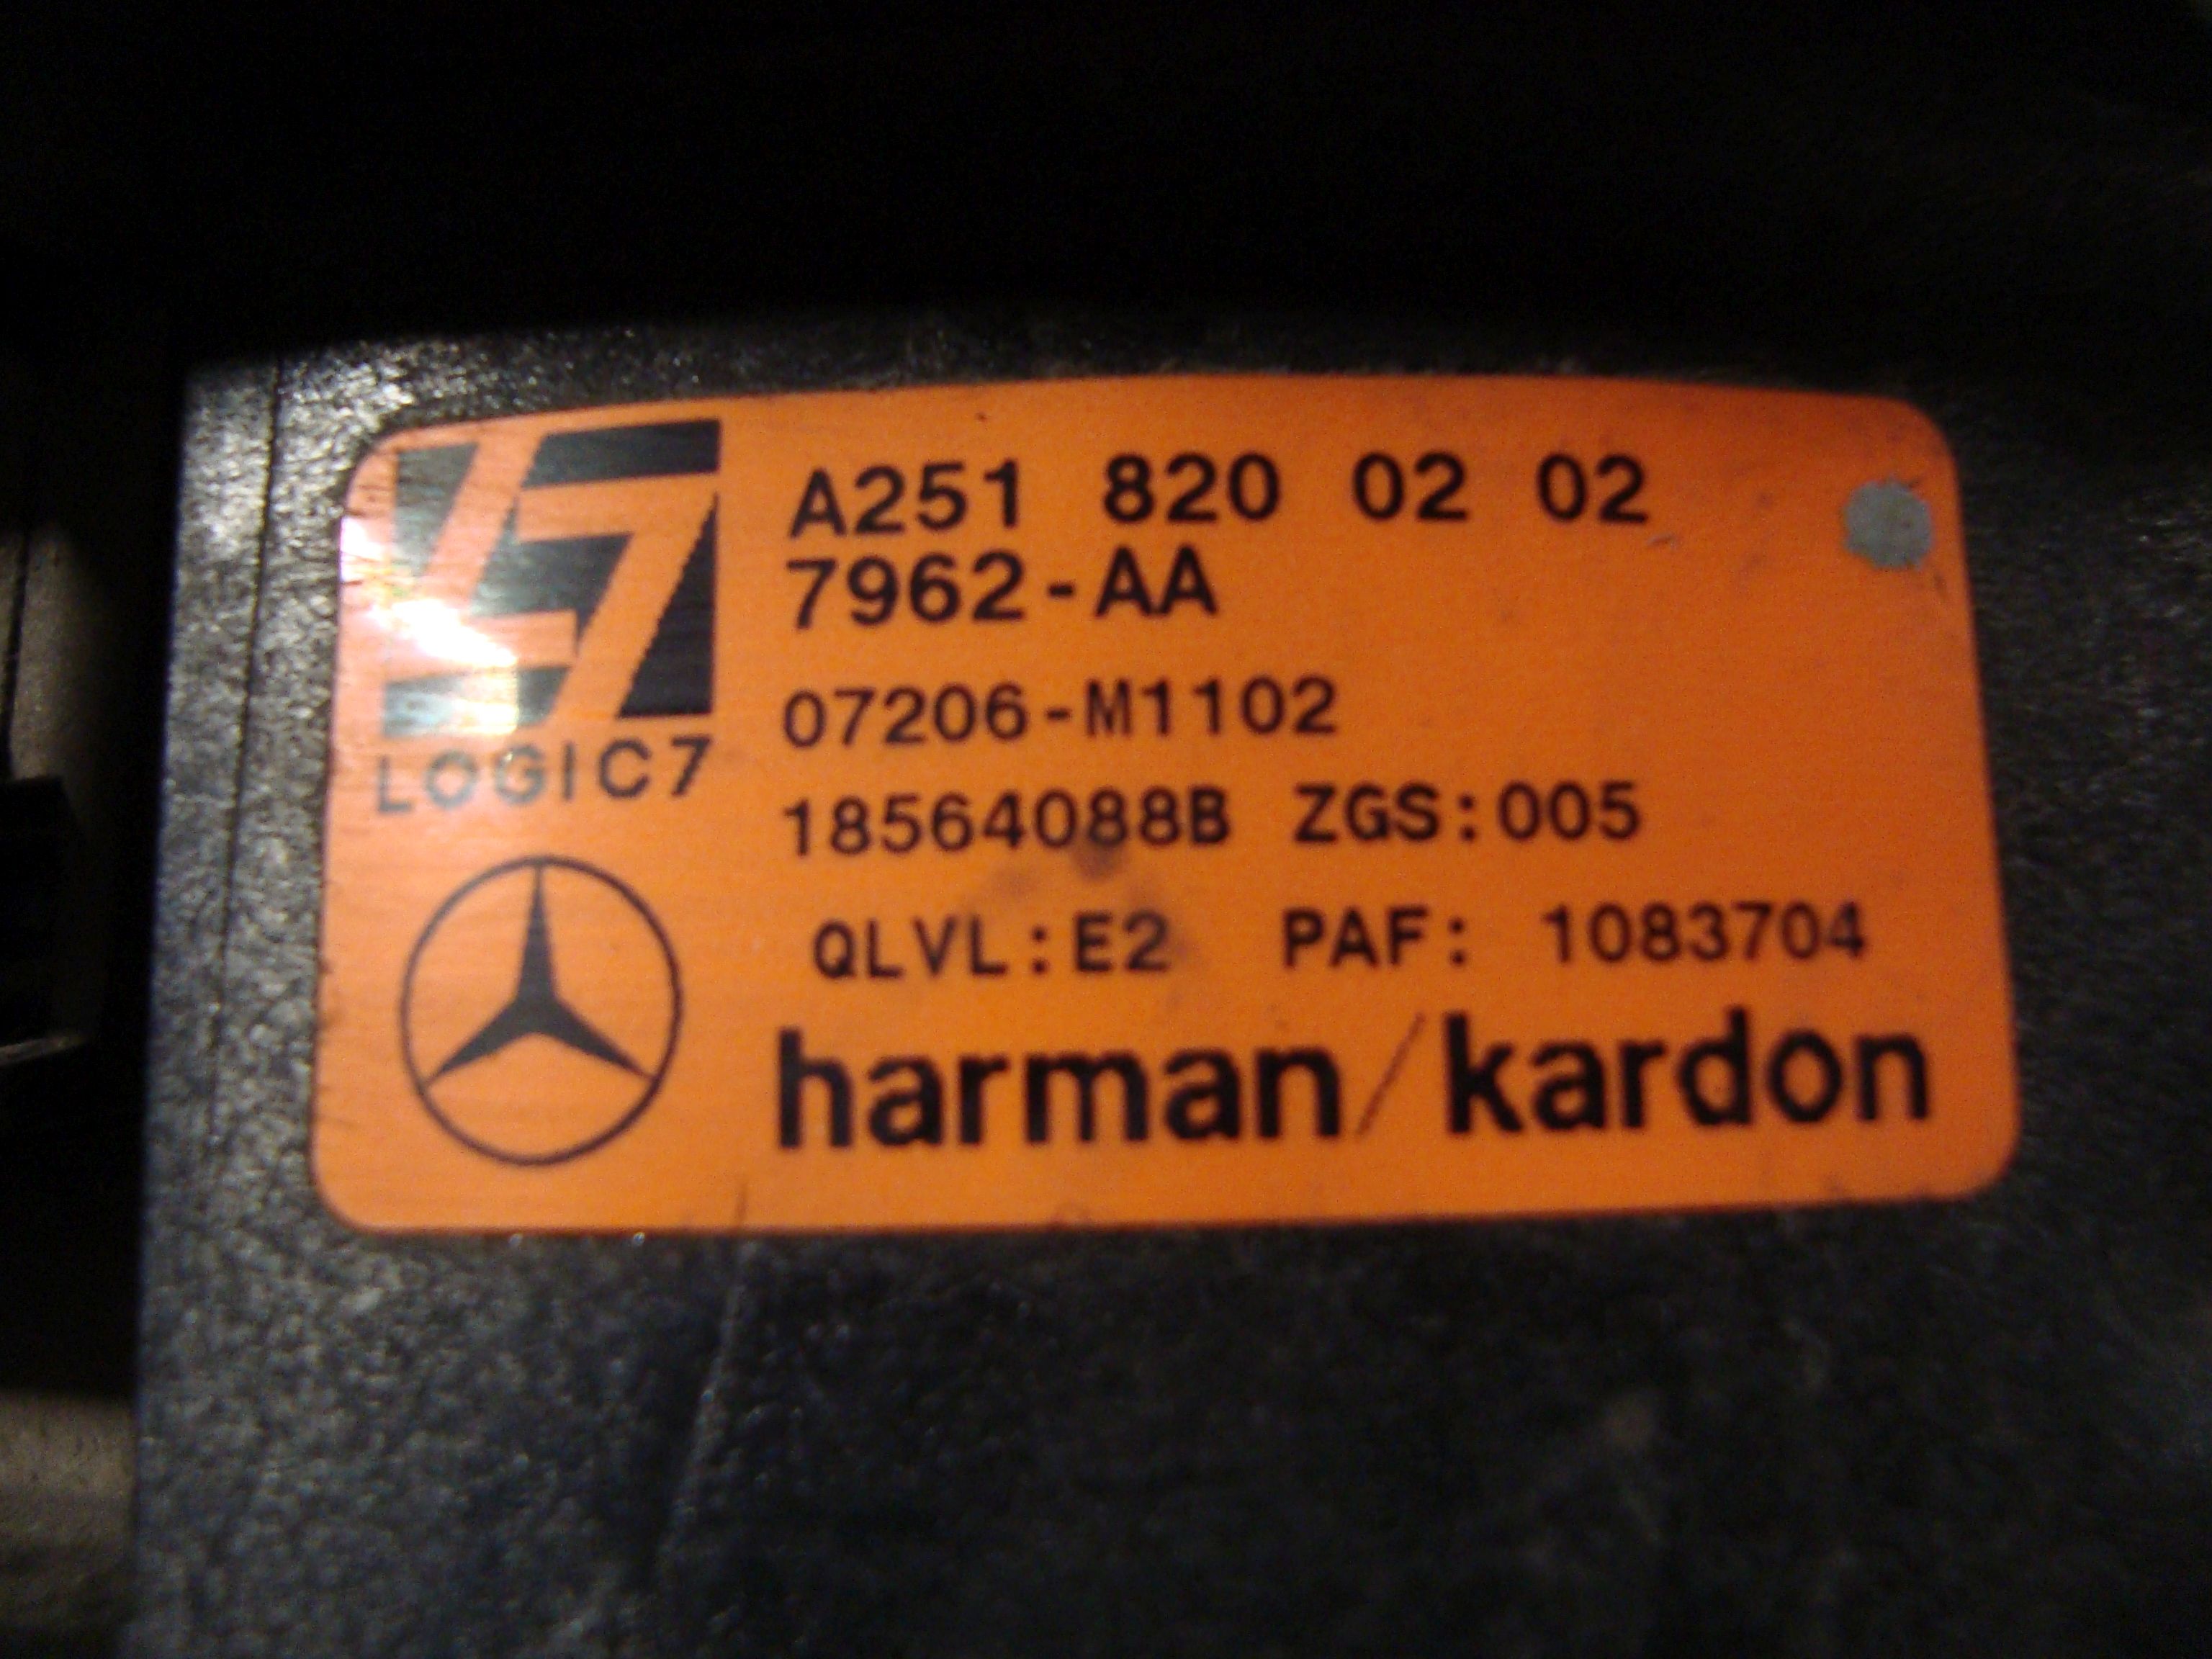 A251 820 02 02
7962-AA
07206-M1102
LOGIC7
18564088B ZGS:005
QLVL:E2 PAF: 1083704
harman/kardon